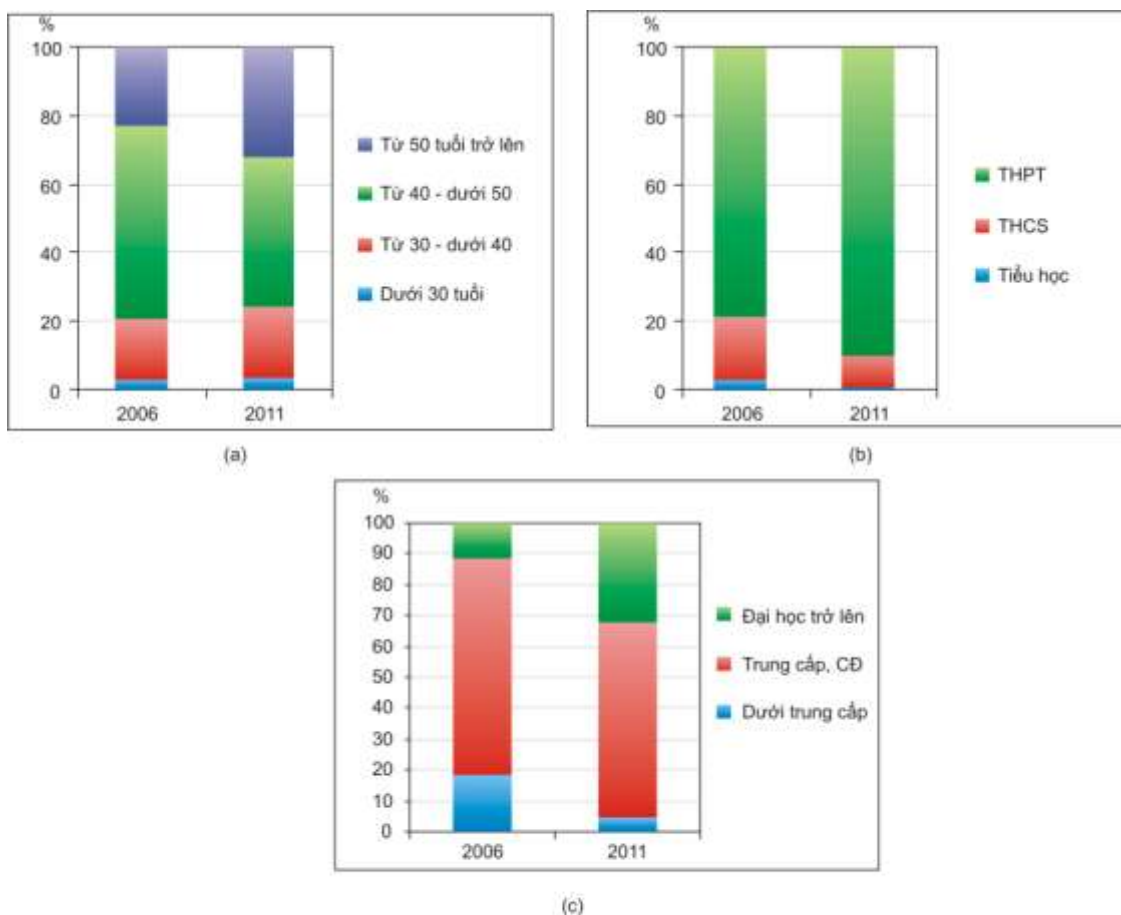 %
100
80
60
40
20
0
2006 2011
Từ 50 tuổi trở lên
Từ 40 - dưới 50
Từ 30 - dưới 40
Dưới 30 tuổi
(a)
%
100
80
60
40
20
0
2006 2011
THPT
THCS
Tiểu học
(b)
%
100
90
80
70
60
50
40
30
20
10
0
2006 2011
Đại học trở lên
Trung cấp, CĐ
Dưới trung cấp
(c)